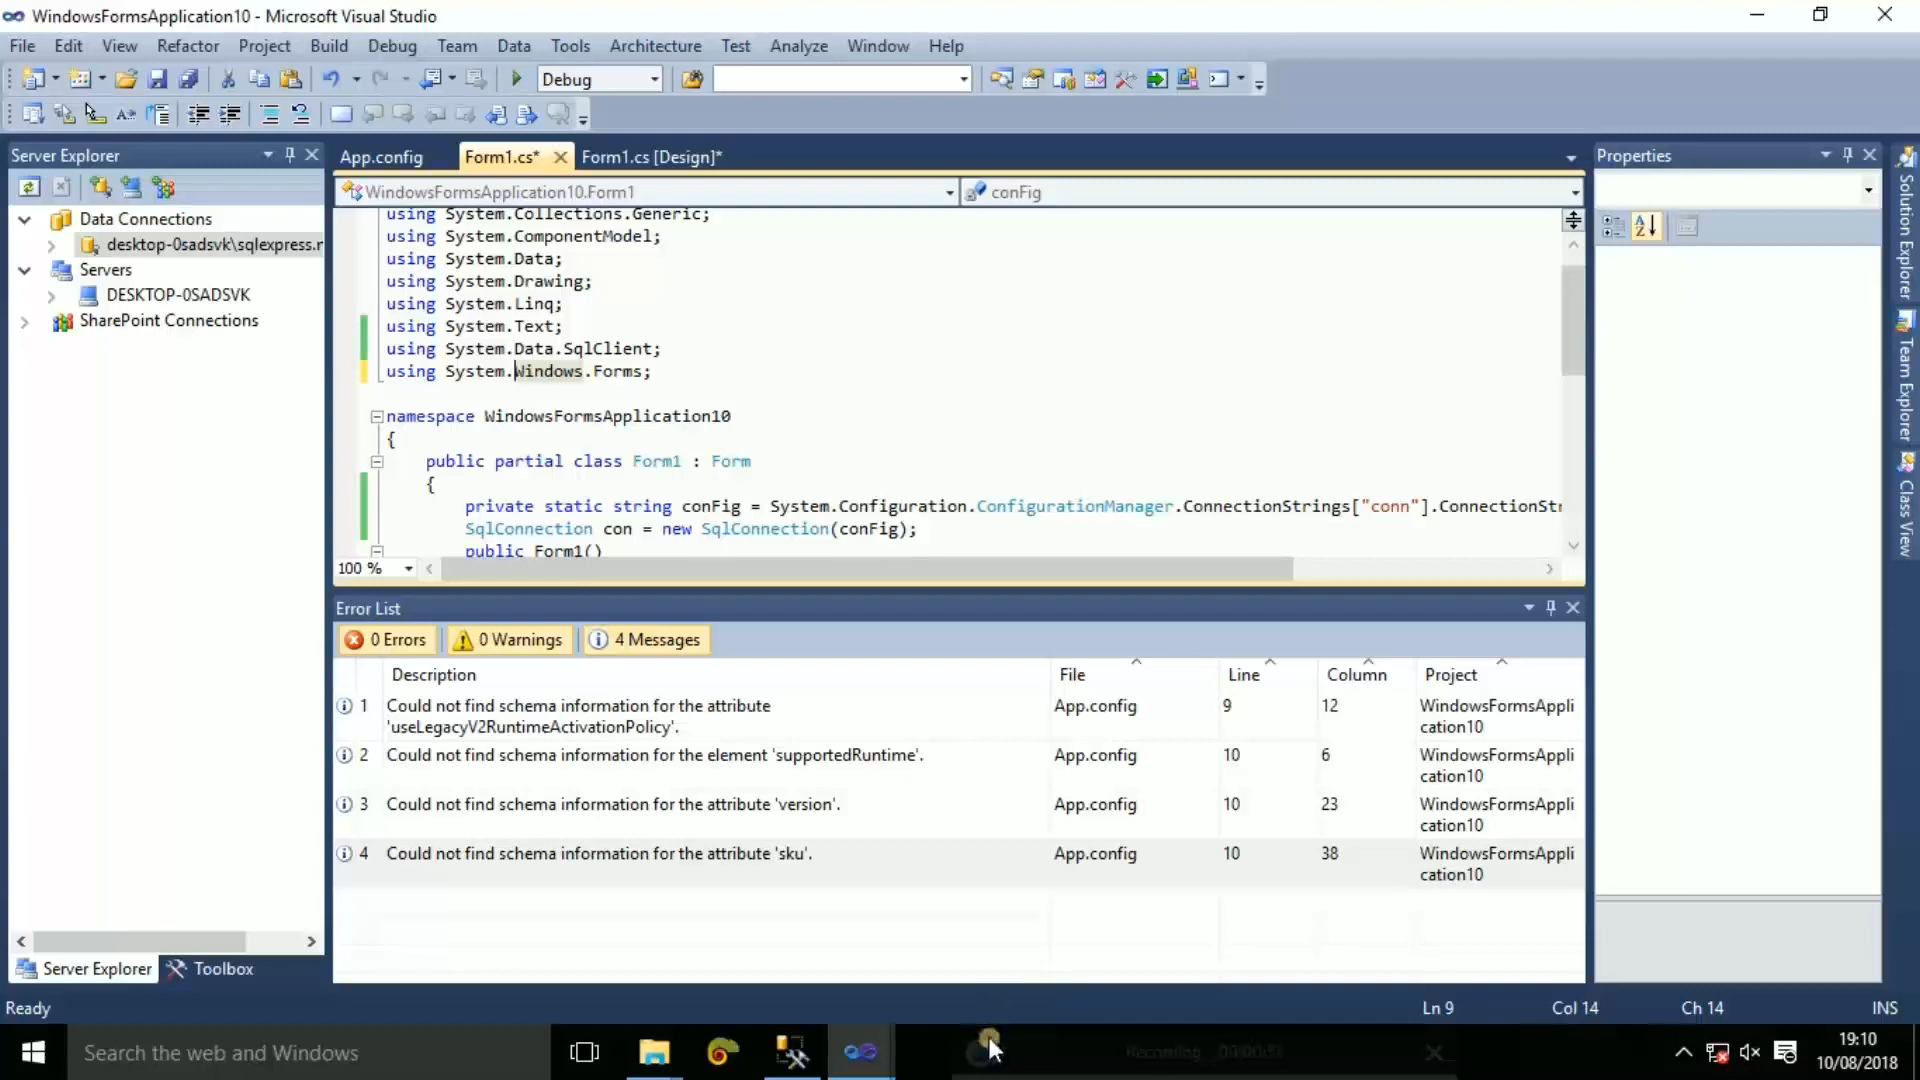 WindowsFormsApplication10 - Microsoft Visual Studio
File Edit View Refactor Project Build Debug Team Data Tools Architecture Test Analyze Window Help
Debug
Server Explorer
Data Connections
desktop-0sadsvk\sqlexpress.r
Servers
DESKTOP-0SADSVK
SharePoint Connections
Server Explorer Toolbox
App.config Form1.cs* Form1.cs [Design]*
WindowsFormsApplication10.Form1 conFig
using System.Collections.Generic;
using System.ComponentModel;
using System.Data;
using System.Drawing;
using System.Linq;
using System.Text;
using System.Data.SqlClient;
using System.Windows.Forms;
namespace WindowsFormsApplication10
{
public partial class Form1 : Form
{
private static string conFig = System.Configuration.ConfigurationManager.ConnectionStrings["conn"].ConnectionStr
SqlConnection con = new SqlConnection(conFig);
public Form1()
100 %
Error List
0 Errors 0 Warnings 4 Messages
Description File Line Column Project
1 Could not find schema information for the attribute 'useLegacyV2RuntimeActivationPolicy'. App.config 9 12 WindowsFormsApplication10
2 Could not find schema information for the element 'supportedRuntime'. App.config 10 6 WindowsFormsApplication10
3 Could not find schema information for the attribute 'version'. App.config 10 23 WindowsFormsApplication10
4 Could not find schema information for the attribute 'sku'. App.config 10 38 WindowsFormsApplication10
Properties
Solution Explorer
Team Explorer
Class View
Ready Ln 9 Col 14 Ch 14 INS
Search the web and Windows
19:10
10/08/2018